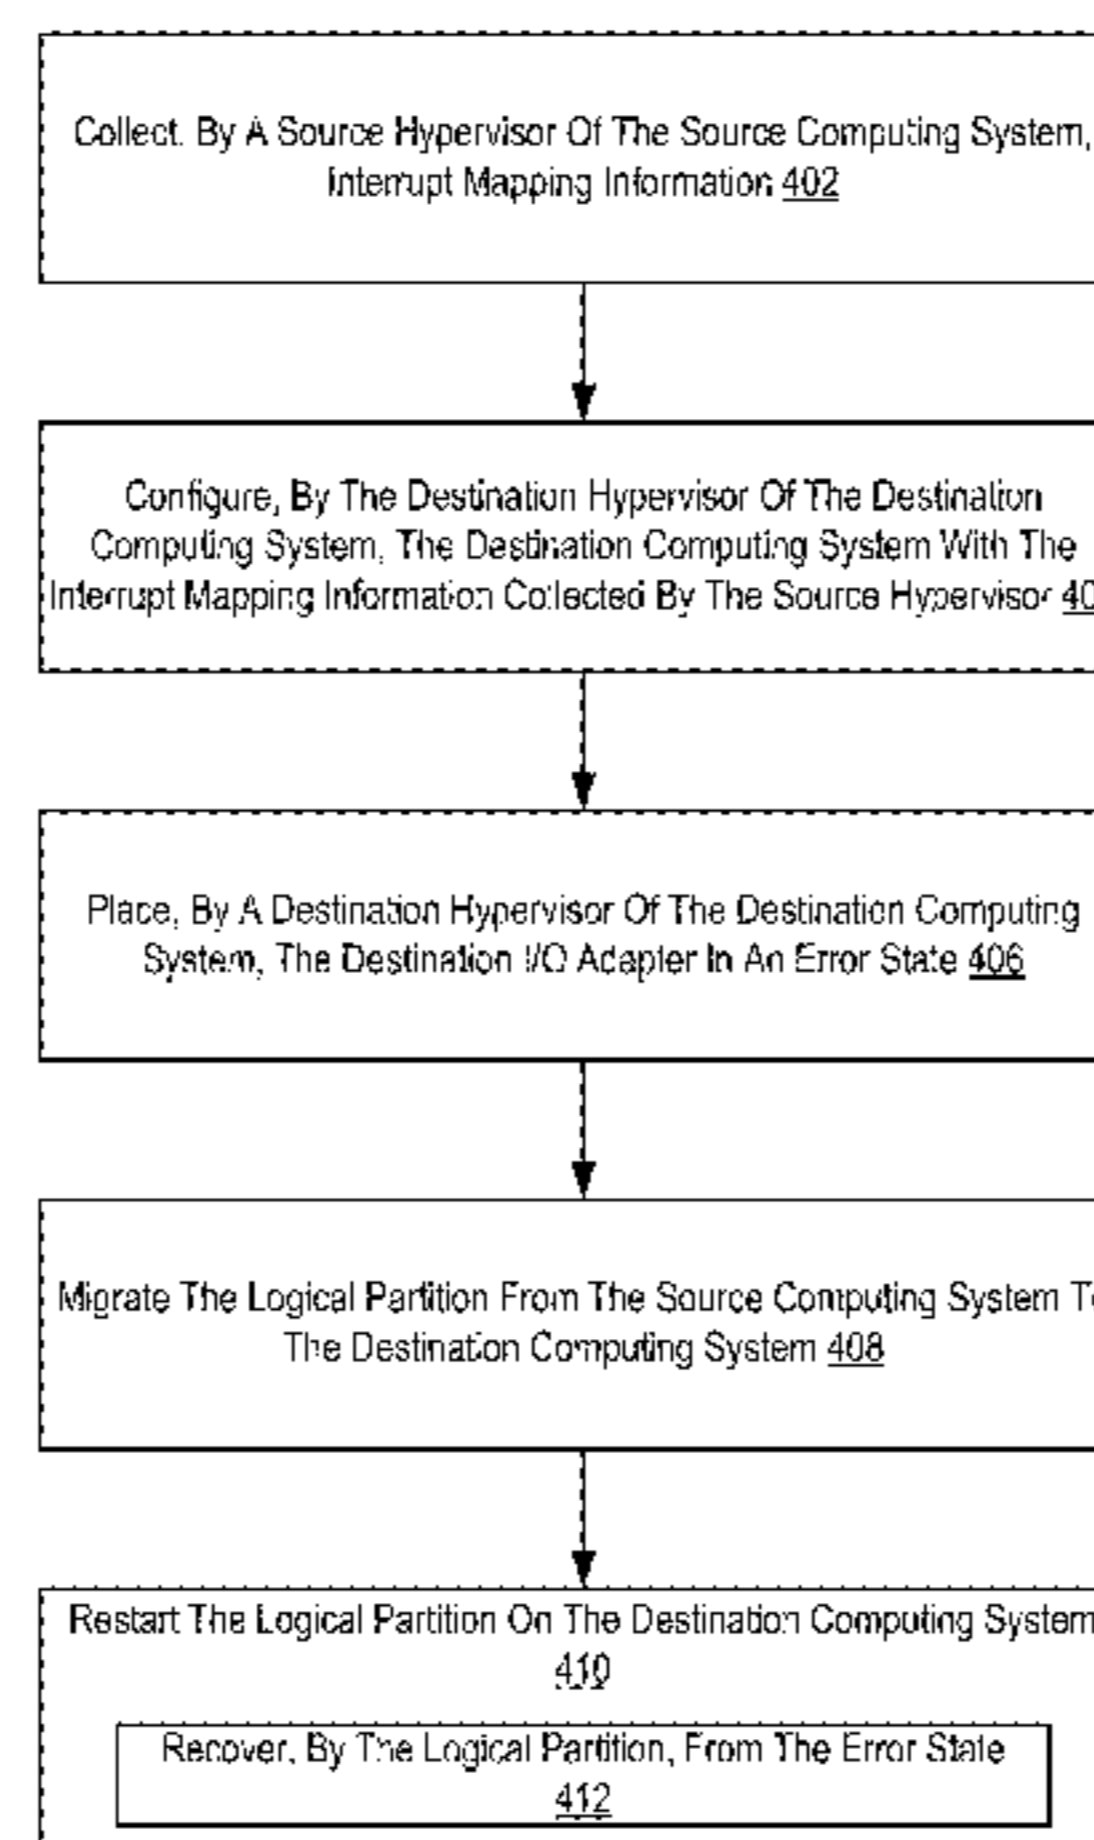 Collect. By A Source Hypervisor Of The Source Computing System,
Interrupt Mapping Information 402
Configure, By The Destination Hypervisor Of The Destination
Computing System, The Destination Computing System With The
Interrupt Mapping Information Collected By The Source Hypervisor
Place, By A Destination Hypervisor Of The Destination Computing
System, The Destination I/O Adapter In An Error State 406
Migrate The Logical Partition From The Source Computing System To
The Destination Computing System 408
Restart The Logical Partition On The Destination Computing System
410
Recover, By The Logical Partition, From The Error State
412